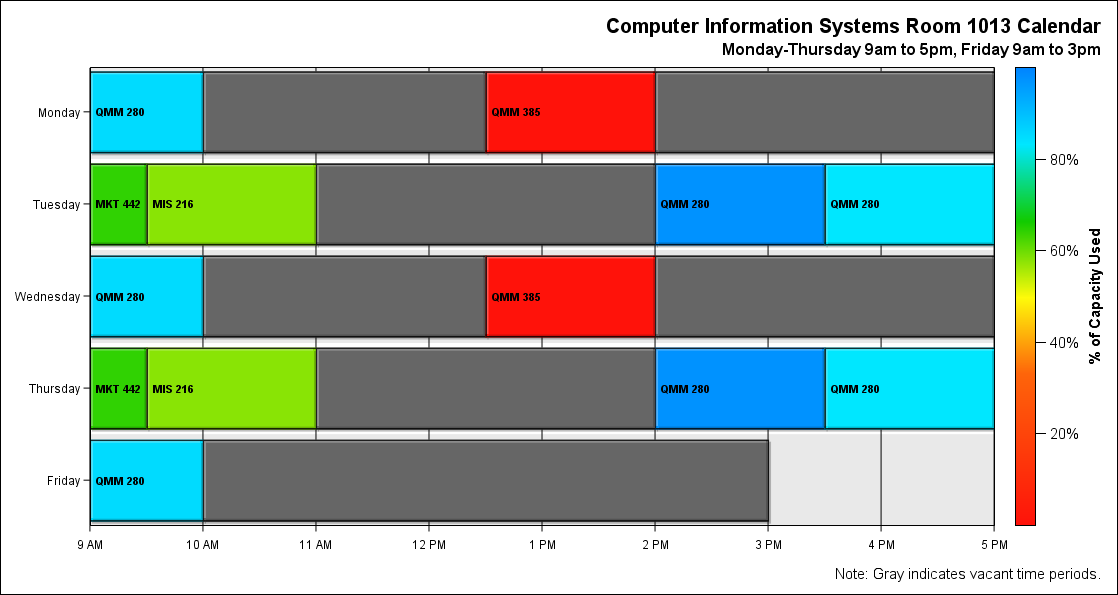 Computer Information Systems Room 1013 Calendar
Monday-Thursday 9am to 5pm, Friday 9am to 3pm
Monday
QMM 280
QMM 385
Tuesday
MKT 442
MIS 216
QMM 280
QMM 280
Wednesday
QMM 280
QMM 385
Thursday
MKT 442
MIS 216
QMM 280
QMM 280
Friday
QMM 280
9 AM
10 AM
11 AM
12 PM
1 PM
2 PM
3 PM
4 PM
5 PM
80%
60%
40%
20%
% of Capacity Used
Note: Gray indicates vacant time periods.